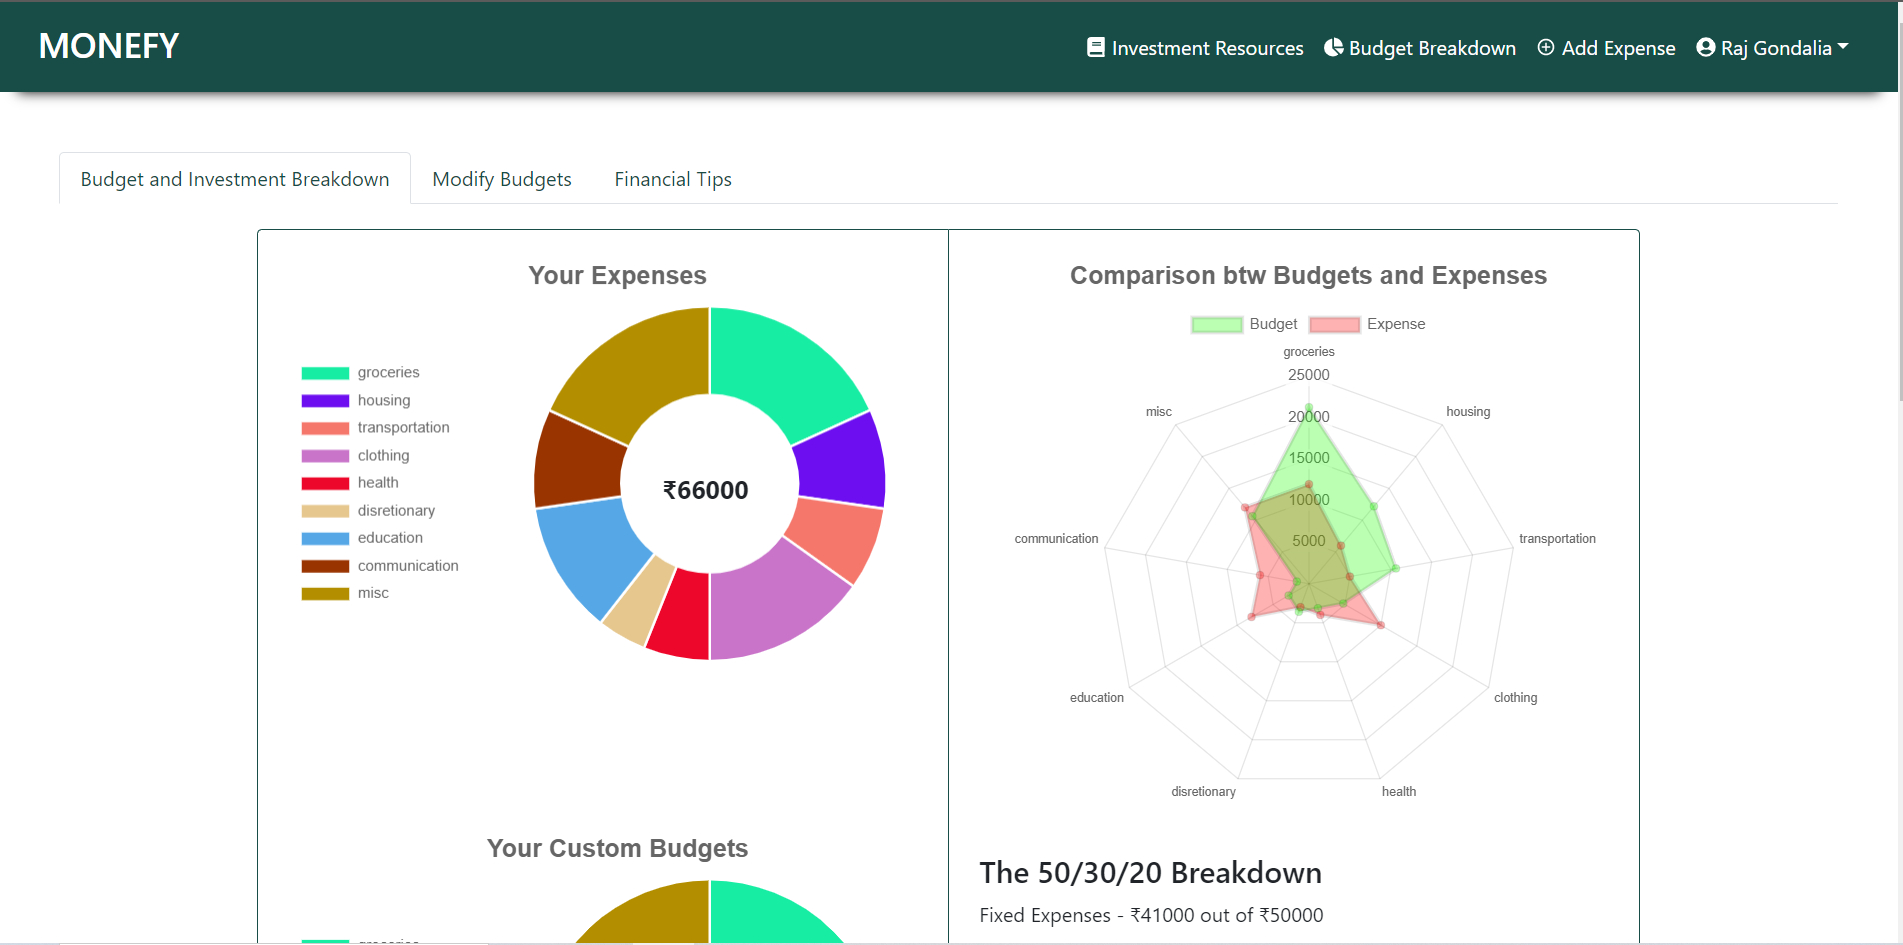 MONEFY
Investment Resources
Budget Breakdown
Add Expense
Raj Gondalia
Budget and Investment Breakdown
Modify Budgets
Financial Tips
Your Expenses
groceries
housing
transportation
clothing
health
disretionary
education
communication
misc
₹66000
Comparison btw Budgets and Expenses
Budget
Expense
groceries
25000
20000
15000
10000
5000
misc
housing
communication
transportation
education
clothing
disretionary
health
Your Custom Budgets
The 50/30/20 Breakdown
Fixed Expenses - ₹41000 out of ₹50000